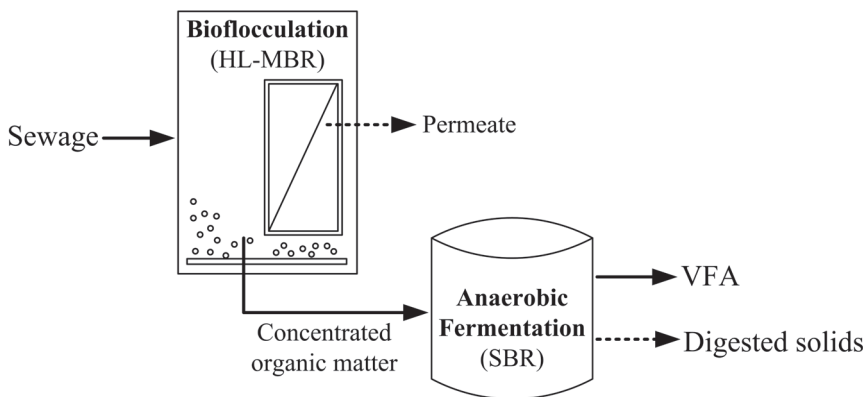 Bioflocculation
(HL-MBR)
Sewage
Permeate
Concentrated
organic matter
Anaerobic
Fermentation
(SBR)
VFA
Digested solids